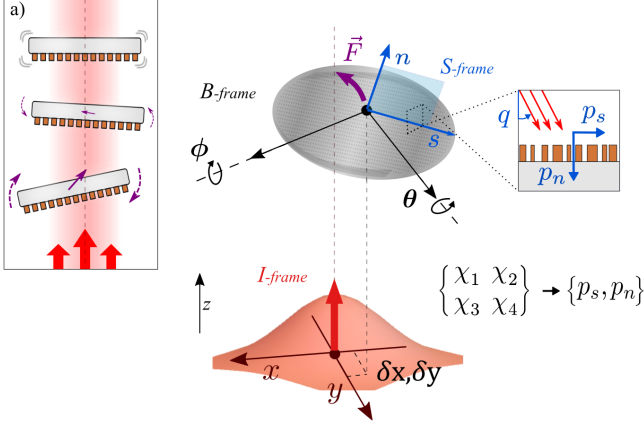 a)
F⃗
n
S-frame
B-frame
s
ϕ
θ
q
p_s
p_n
I-frame
z
{χ₁ χ₂
χ₃ χ₄} → {p_s, p_n}
x
y
δx,δy